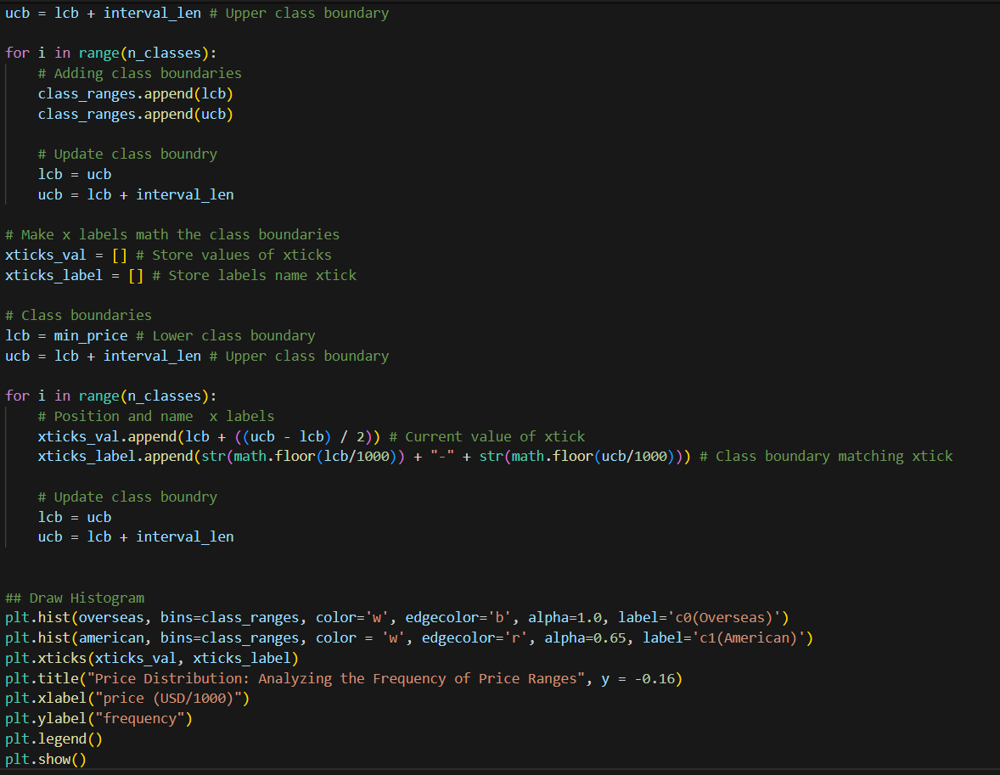 ucb = lcb + interval_len # Upper class boundary
for i in range(n_classes):
    # Adding class boundaries
    class_ranges.append(lcb)
    class_ranges.append(ucb)
    # Update class boundry
    lcb = ucb
    ucb = lcb + interval_len
# Make x labels math the class boundaries
xticks_val = [] # Store values of xticks
xticks_label = [] # Store labels name xtick
# Class boundaries
lcb = min_price # Lower class boundary
ucb = lcb + interval_len # Upper class boundary
for i in range(n_classes):
    # Position and name  x labels
    xticks_val.append(lcb + ((ucb - lcb) / 2)) # Current value of xtick
    xticks_label.append(str(math.floor(lcb/1000)) + "-" + str(math.floor(ucb/1000))) # Class boundary matching xtick
    # Update class boundry
    lcb = ucb
    ucb = lcb + interval_len
## Draw Histogram
plt.hist(overseas, bins=class_ranges, color='w', edgecolor='b', alpha=1.0, label='c0(Overseas)')
plt.hist(american, bins=class_ranges, color = 'w', edgecolor='r', alpha=0.65, label='c1(American)')
plt.xticks(xticks_val, xticks_label)
plt.title("Price Distribution: Analyzing the Frequency of Price Ranges", y = -0.16)
plt.xlabel("price (USD/1000)")
plt.ylabel("frequency")
plt.legend()
plt.show()